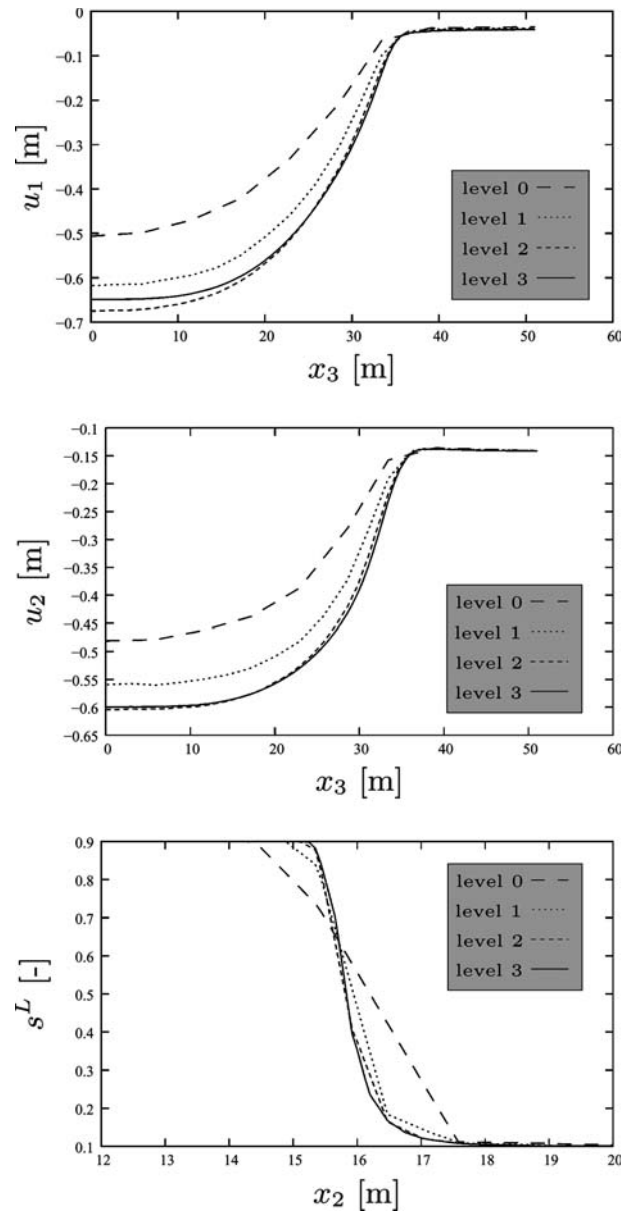 0
−0.1
−0.2
−0.3
−0.4
−0.5
−0.6
−0.7
u₁ [m]
level 0
level 1
level 2
level 3
0 10 20 30 40 50 60
x₃ [m]
−0.1
−0.15
−0.2
−0.25
−0.3
−0.35
−0.4
−0.45
−0.5
−0.55
−0.6
−0.65
u₂ [m]
level 0
level 1
level 2
level 3
0 10 20 30 40 50 60
x₃ [m]
0.9
0.8
0.7
0.6
0.5
0.4
0.3
0.2
0.1
sᴸ [-]
level 0
level 1
level 2
level 3
12 13 14 15 16 17 18 19 20
x₂ [m]